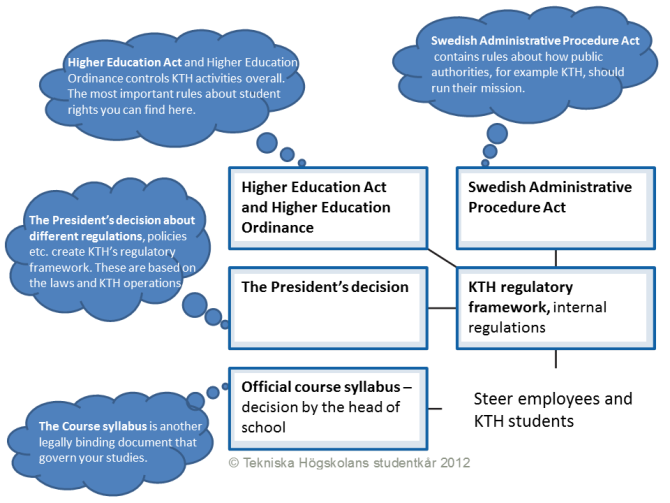 Higher Education Act and Higher Education
Ordinance controls KTH activities overall.
The most important rules about student
rights you can find here.
Swedish Administrative Procedure Act
contains rules about how public
authorities, for example KTH, should
run their mission.
Higher Education Act
and Higher Education
Ordinance
Swedish Administrative
Procedure Act
The President's decision about
different regulations, policies
etc. create KTH's regulatory
framework. These are based on
the laws and KTH operations
The President's decision
KTH regulatory
framework, internal
regulations
Official course syllabus –
decision by the head of
school
Steer employees and
KTH students
The Course syllabus is another
legally binding document that
govern your studies.
© Tekniska Högskolans studentkår 2012